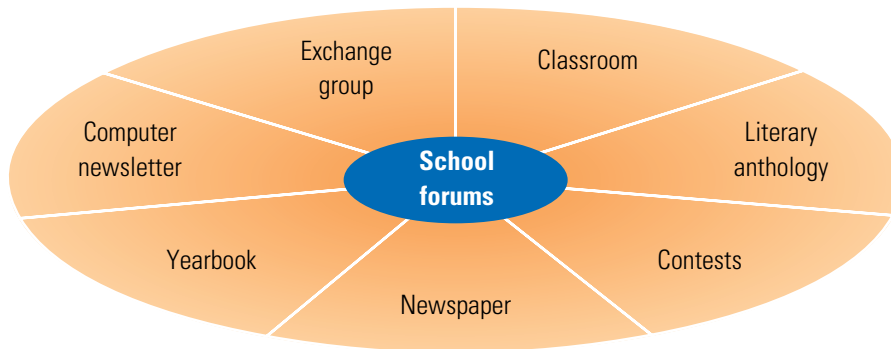 Exchange
group
Classroom
Computer
newsletter
School
forums
Literary
anthology
Yearbook
Contests
Newspaper